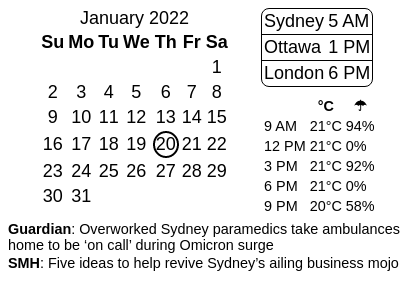 January 2022
Su Mo Tu We Th Fr Sa
1
2 3 4 5 6 7 8
9 10 11 12 13 14 15
16 17 18 19 20 21 22
23 24 25 26 27 28 29
30 31
Sydney 5 AM
Ottawa 1 PM
London 6 PM
°C ☂
9 AM 21°C 94%
12 PM 21°C 0%
3 PM 21°C 92%
6 PM 21°C 0%
9 PM 20°C 58%
Guardian: Overworked Sydney paramedics take ambulances
home to be ‘on call’ during Omicron surge
SMH: Five ideas to help revive Sydney’s ailing business mojo